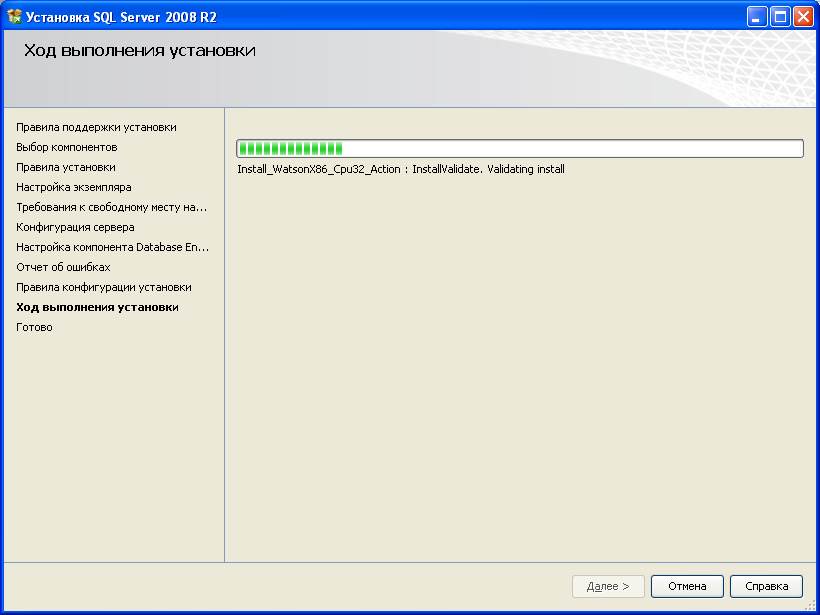 Установка SQL Server 2008 R2
Ход выполнения установки
Правила поддержки установки
Выбор компонентов
Правила установки
Настройка экземпляра
Требования к свободному месту на...
Конфигурация сервера
Настройка компонента Database En...
Отчет об ошибках
Правила конфигурации установки
Ход выполнения установки
Готово
Install_WatsonX86_Cpu32_Action : InstallValidate. Validating install
Далее >
Отмена
Справка